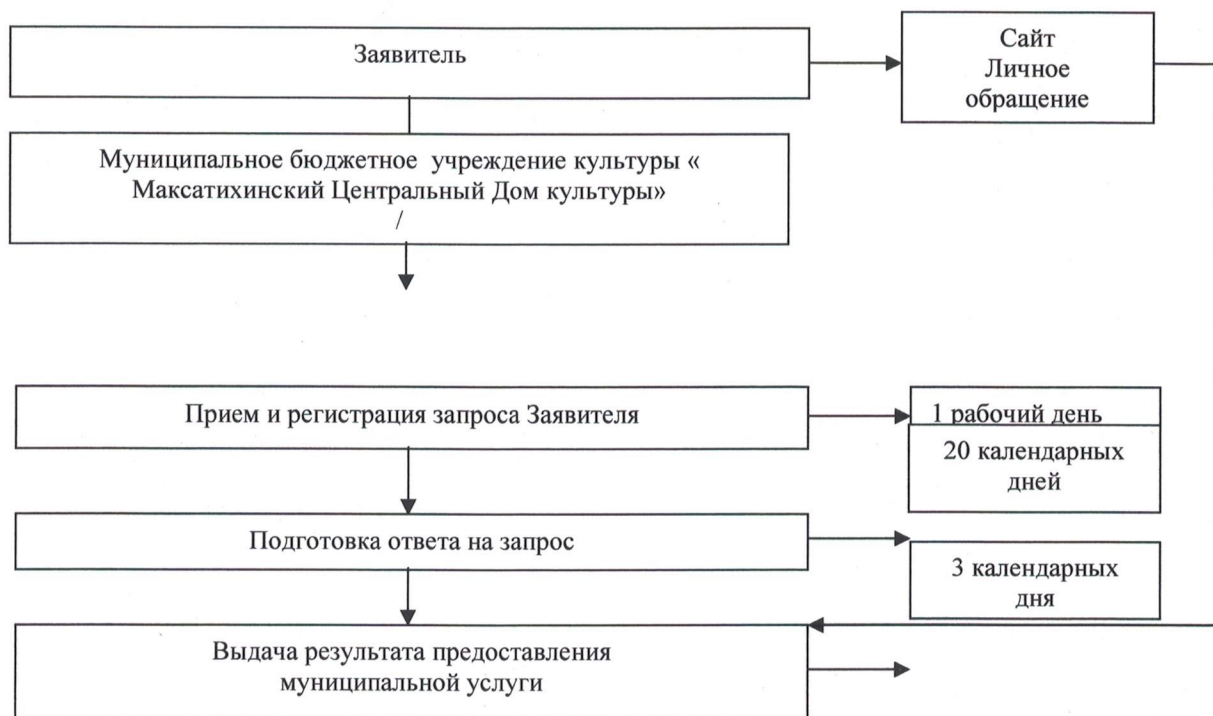 Заявитель
Сайт
Личное
обращение
Муниципальное бюджетное учреждение культуры «
Максатихинский Центральный Дом культуры»
/
Прием и регистрация запроса Заявителя
1 рабочий день
20 календарных
дней
Подготовка ответа на запрос
3 календарных
дня
Выдача результата предоставления
муниципальной услуги